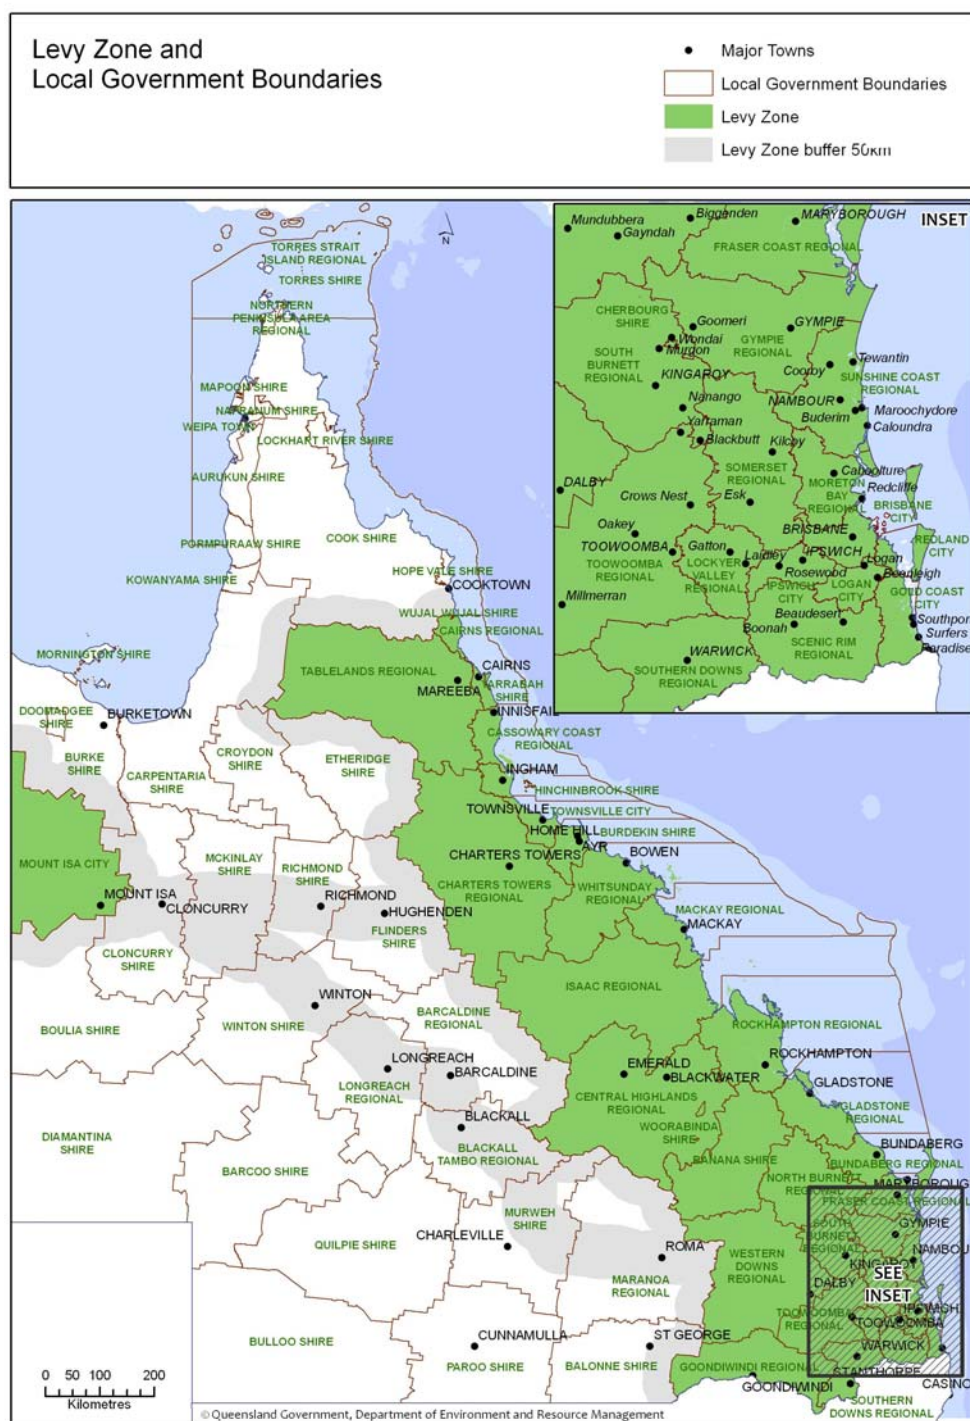 Levy Zone and
Local Government Boundaries
Major Towns
Local Government Boundaries
Levy Zone
Levy Zone buffer 50km
N
TORRES STRAIT
ISLAND REGIONAL
TORRES SHIRE
NORTHERN
PENINSULA AREA
REGIONAL
MAPOON SHIRE
NAPRANUM SHIRE
WEIPA TOWN
LOCKHART RIVER SHIRE
AURUKUN SHIRE
PORMPURAAW SHIRE
COOK SHIRE
KOWANYAMA SHIRE
HOPE VALE SHIRE
COOKTOWN
WUJAL WUJAL SHIRE
CAIRNS REGIONAL
MORNINGTON SHIRE
TABLELANDS REGIONAL
CAIRNS
MAREEBA
YARRABAH
SHIRE
DOOMADGEE
SHIRE
BURKETOWN
INNISFAIL
CASSOWARY COAST
REGIONAL
BURKE
SHIRE
CROYDON
SHIRE
ETHERIDGE
SHIRE
CARPENTARIA
SHIRE
INGHAM
HINCHINBROOK SHIRE
TOWNSVILLE
TOWNSVILLE CITY
HOME HILL
BURDEKIN SHIRE
AYR
MOUNT ISA CITY
MCKINLAY
SHIRE
RICHMOND
SHIRE
CHARTERS TOWERS
BOWEN
CHARTERS TOWERS
REGIONAL
WHITSUNDAY
REGIONAL
MOUNT ISA
CLONCURRY
RICHMOND
HUGHENDEN
FLINDERS
SHIRE
MACKAY REGIONAL
MACKAY
CLONCURRY
SHIRE
WINTON
ISAAC REGIONAL
BOULIA SHIRE
WINTON SHIRE
BARCALDINE
REGIONAL
ROCKHAMPTON REGIONAL
LONGREACH
BARCALDINE
EMERALD
BLACKWATER
ROCKHAMPTON
LONGREACH
REGIONAL
CENTRAL HIGHLANDS
REGIONAL
GLADSTONE
GLADSTONE
REGIONAL
BLACKALL
WOORABINDA
SHIRE
DIAMANTINA
SHIRE
BLACKALL
TAMBO REGIONAL
BANANA SHIRE
BUNDABERG
BUNDABERG REGIONAL
BARCOO SHIRE
NORTH BURNETT
REGIONAL
MARYBOROUG
FRASER COAST REGIONAL
MURWEH
SHIRE
SOUTH
BURNETT
REGIONAL
GYMPIE
QUILPIE SHIRE
CHARLEVILLE
ROMA
WESTERN
DOWNS
REGIONAL
NAMBOU
KINGAROY
MARANOA
REGIONAL
DALBY
SEE
INSET
TOOWOOMBA
REGIONAL
IPSWICH
TOOWOOMBA
BULLOO SHIRE
CUNNAMULLA
ST GEORGE
WARWICK
PAROO SHIRE
BALONNE SHIRE
GOONDIWINDI REGIONAL
STANTHORPE
GOONDIWINDI
CASINO
SOUTHERN
DOWNS REGIONAL
0 50 100 200
Kilometres
© Queensland Government, Department of Environment and Resource Management
INSET
Mundubbera
Biggenden
MARYBOROUGH
Gayndah
FRASER COAST REGIONAL
CHERBOURG
SHIRE
Goomeri
GYMPIE
Wondai
Murgon
GYMPIE
REGIONAL
SOUTH
BURNETT
REGIONAL
Tewantin
Cooroy
KINGAROY
SUNSHINE COAST
REGIONAL
Nanango
NAMBOUR
Maroochydore
Buderim
Caloundra
Yarraman
Blackbutt
Kilcoy
SOMERSET
REGIONAL
Caboolture
DALBY
MORETON
BAY
REGIONAL
Redcliffe
Crows Nest
Esk
BRISBANE
CITY
Oakey
BRISBANE
REDLAND
CITY
TOOWOOMBA
Gatton
IPSWICH
Logan
TOOWOOMBA
REGIONAL
LOCKYER
VALLEY
REGIONAL
Laidley
Rosewood
Beenleigh
IPSWICH
CITY
LOGAN
CITY
GOLD COAST
CITY
Millmerran
Beaudesert
Boonah
Southpor
Surfers
Paradise
WARWICK
SCENIC RIM
REGIONAL
SOUTHERN DOWNS
REGIONAL